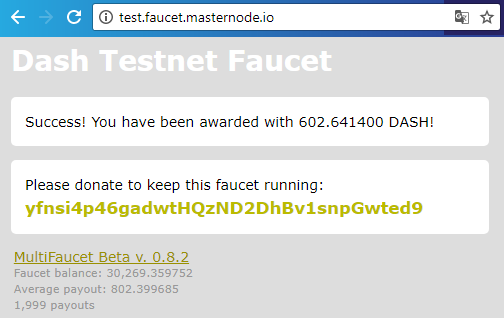 test.faucet.masternode.io
Dash Testnet Faucet
Success! You have been awarded with 602.641400 DASH!
Please donate to keep this faucet running:
yfnsi4p46gadwtHQzND2DhBv1snpGwted9
MultiFaucet Beta v. 0.8.2
Faucet balance: 30,269.359752
Average payout: 802.399685
1,999 payouts